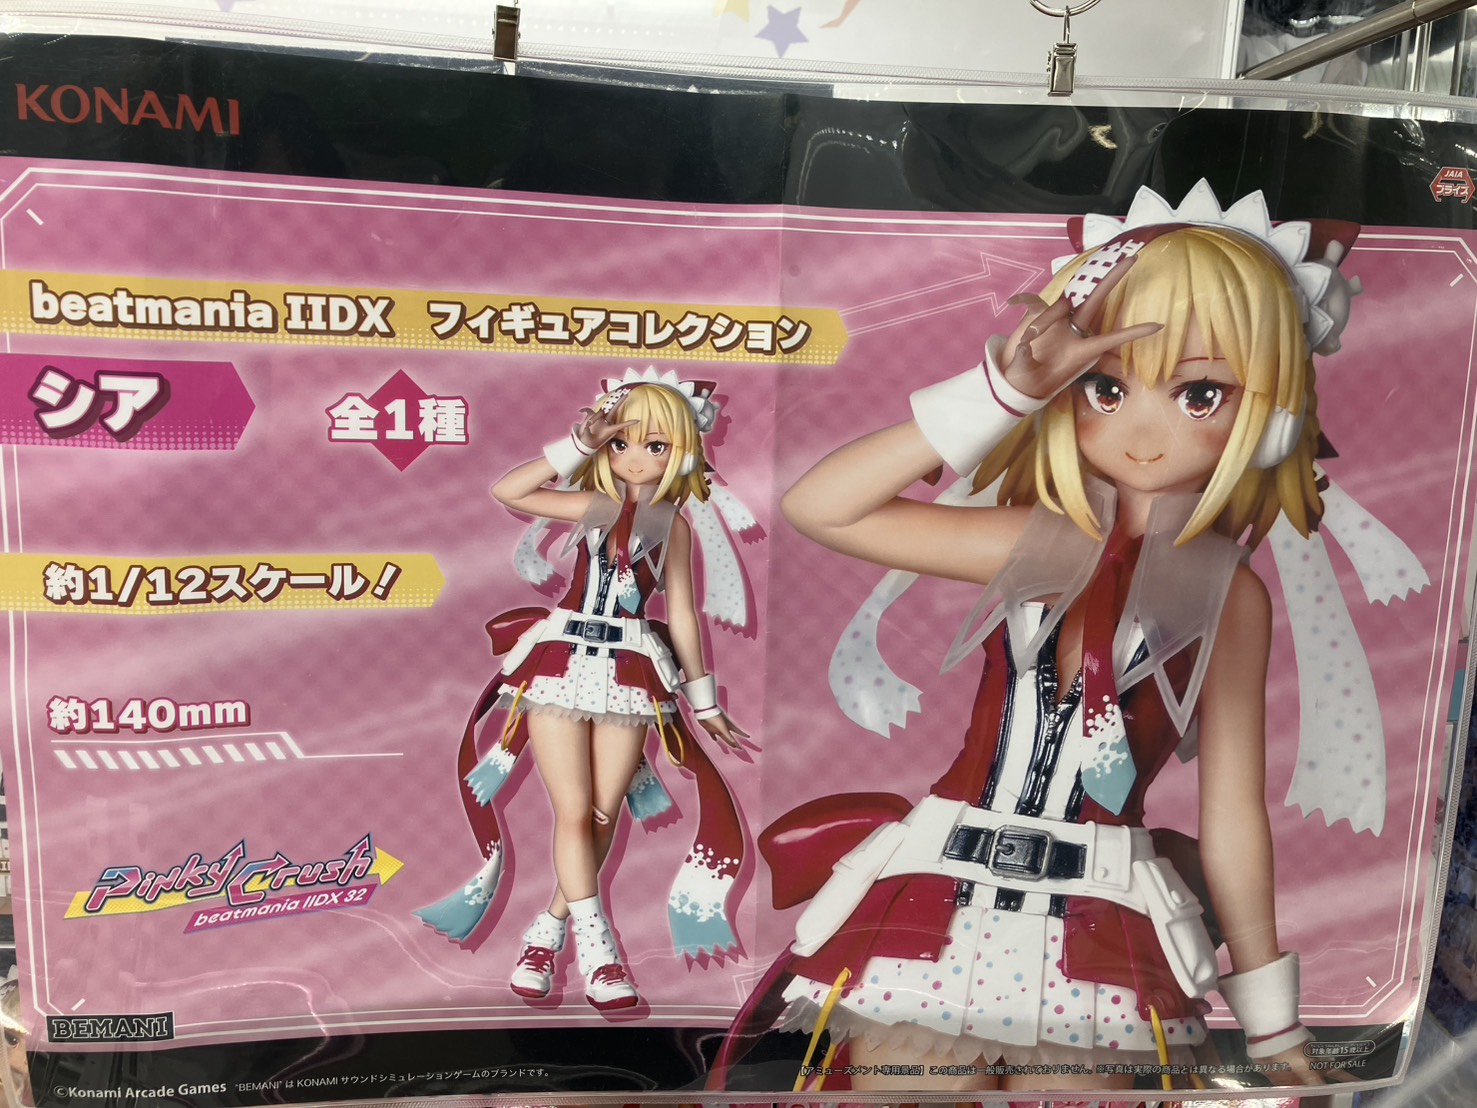 KONAMI
JAIA
プライズ
beatmania IIDX フィギュアコレクション
シア
全1種
約1/12スケール!
約140mm
Pinky Crush
beatmania IIDX 32
BEMANI
©Konami Arcade Games "BEMANI" は KONAMI サウンドシミュレーションゲームのブランドです。
【アミューズメント専用景品】この商品は一般販売されておりません。※写真は実際の商品とは異なる場合があります。
対象年齢15歳以上
NOT FOR SALE